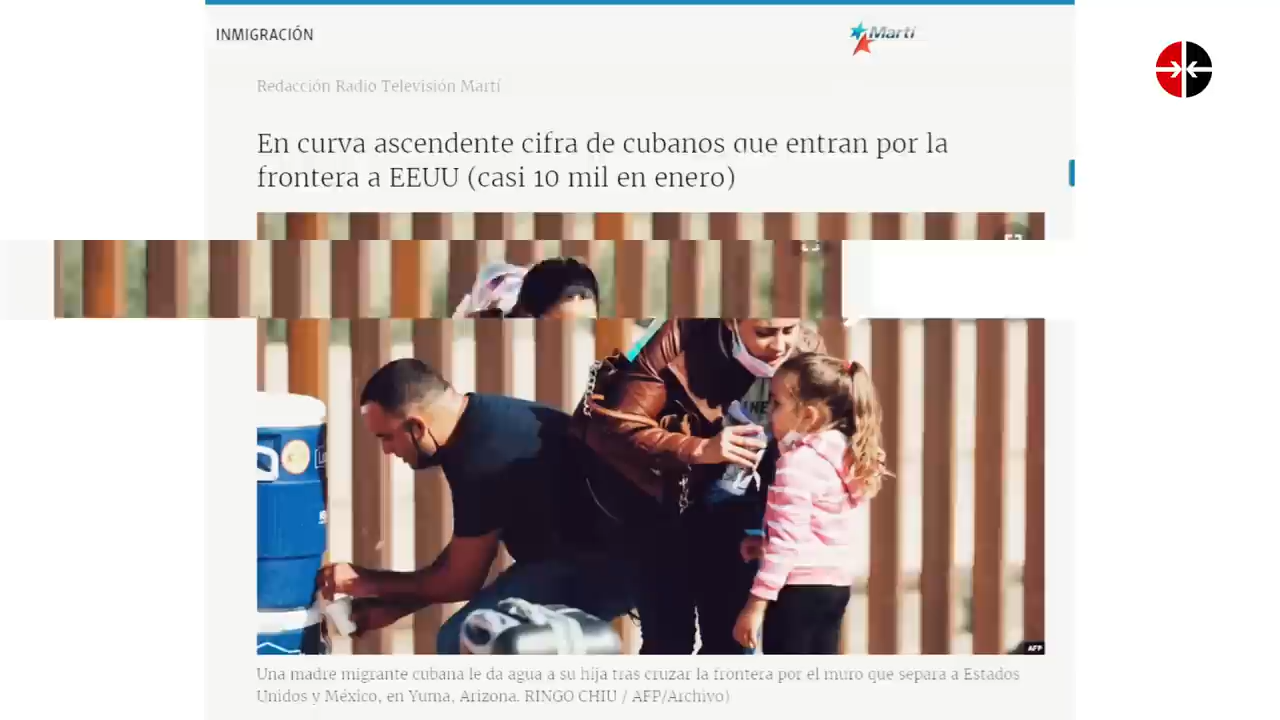 INMIGRACIÓN
Martí
Redacción Radio Televisión Martí
En curva ascendente cifra de cubanos que entran por la
frontera a EEUU (casi 10 mil en enero)
AFP
Una madre migrante cubana le da agua a su hija tras cruzar la frontera por el muro que separa a Estados
Unidos y México, en Yuma, Arizona. RINGO CHIU / AFP/Archivo)